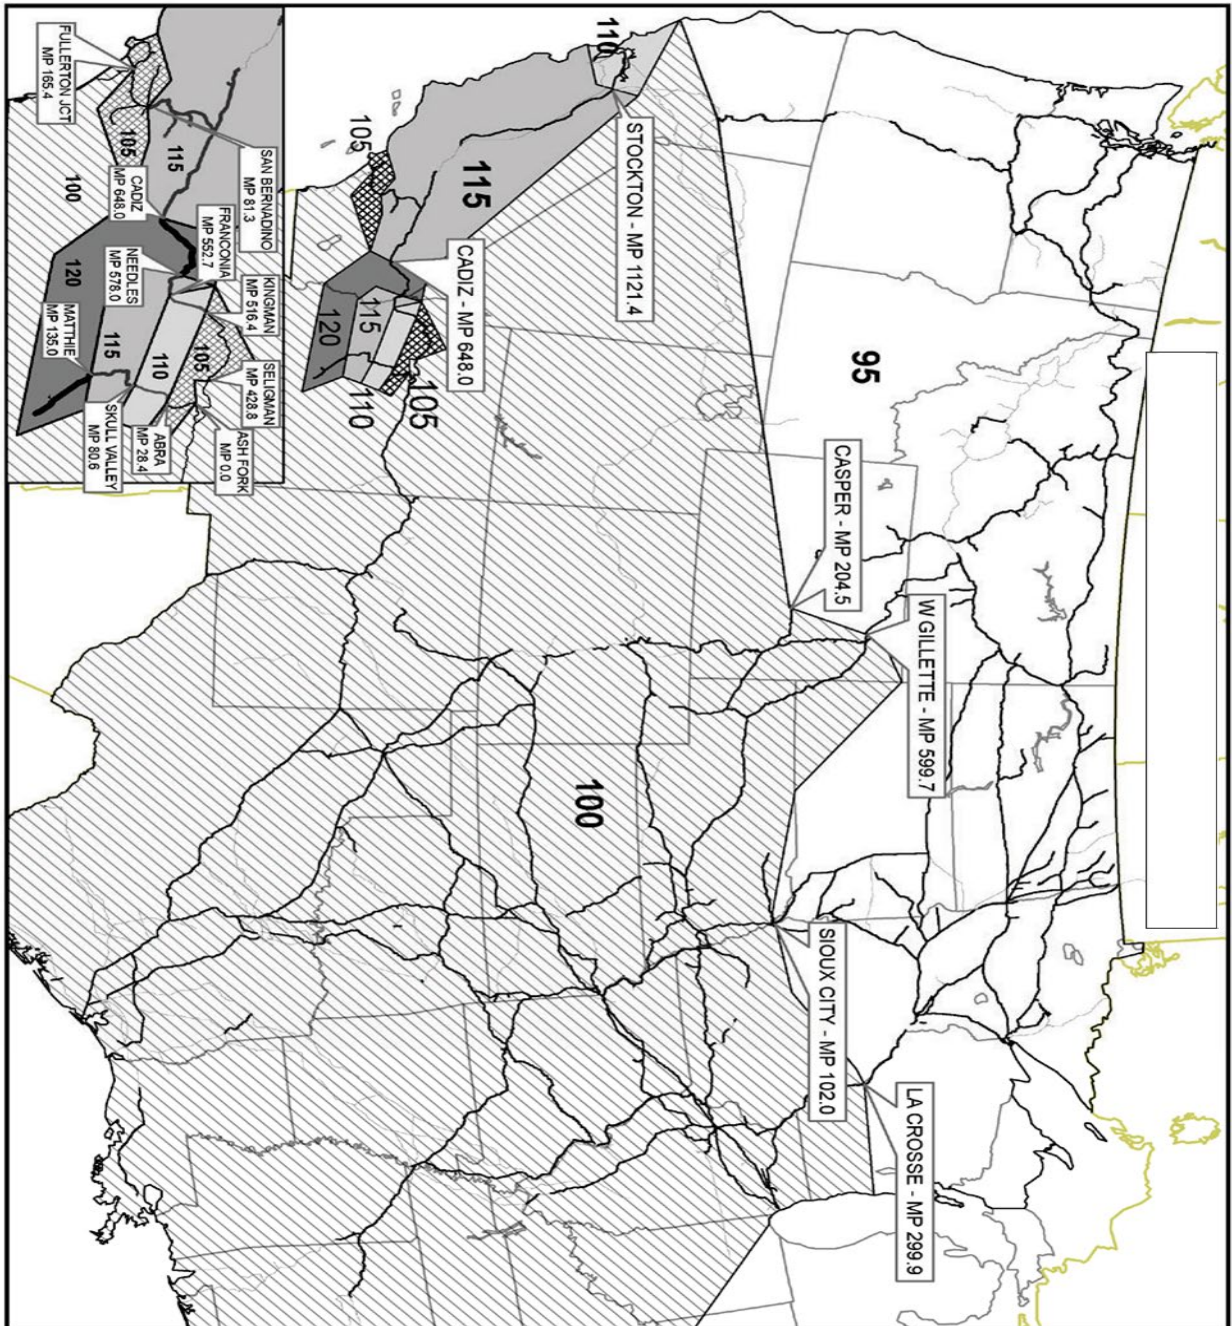 110
STOCKTON - MP 1121.4
115
105
CADIZ - MP 648.0
115
120
105
110
95
CASPER - MP 204.5
W GILLETTE - MP 599.7
100
SIOUX CITY - MP 102.0
LA CROSSE - MP 299.9
FULLERTON JCT
MP 165.4
SAN BERNADINO
MP 81.3
105
115
CADIZ
MP 648.0
100
FRANCONIA
MP 552.7
NEEDLES
MP 578.0
KINGMAN
MP 516.4
120
MATTHIE
MP 135.0
115
110
105
SELIGMAN
MP 428.8
ASH FORK
MP 0.0
ABRA
MP 28.4
SKULL VALLEY
MP 80.6